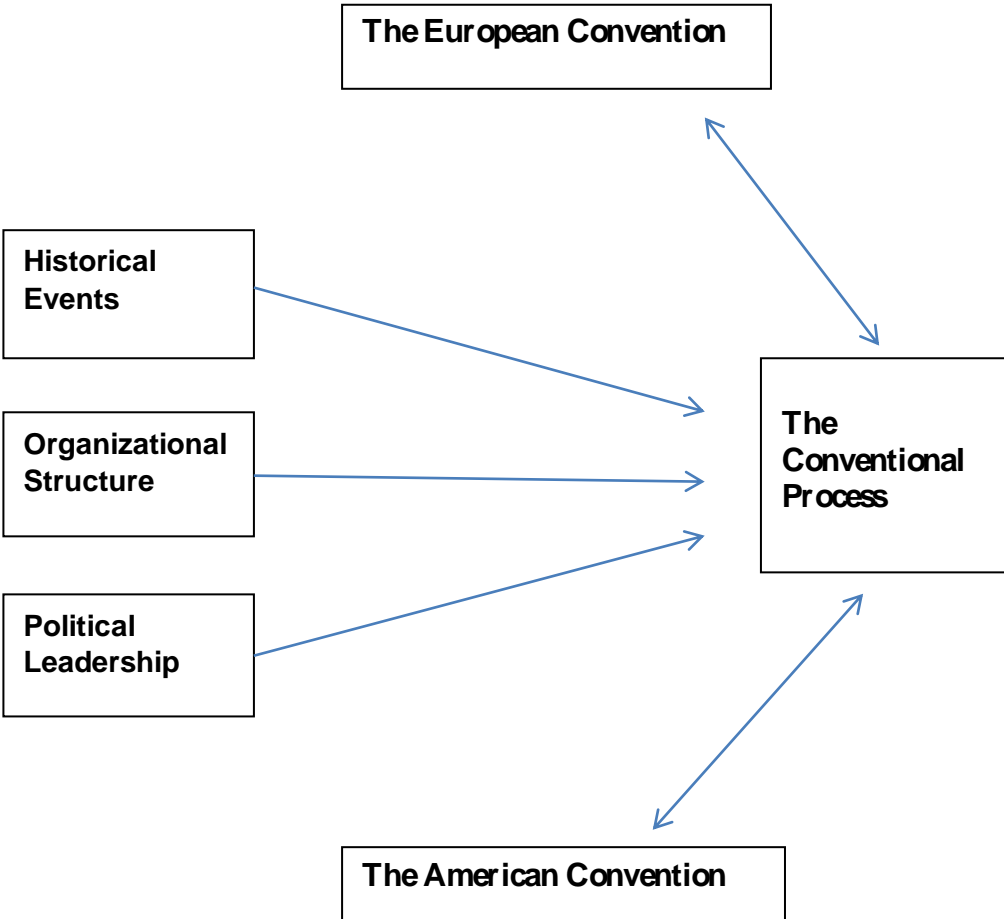 The European Convention
Historical
Events
Organizational
Structure
The
Conventional
Process
Political
Leadership
The American Convention